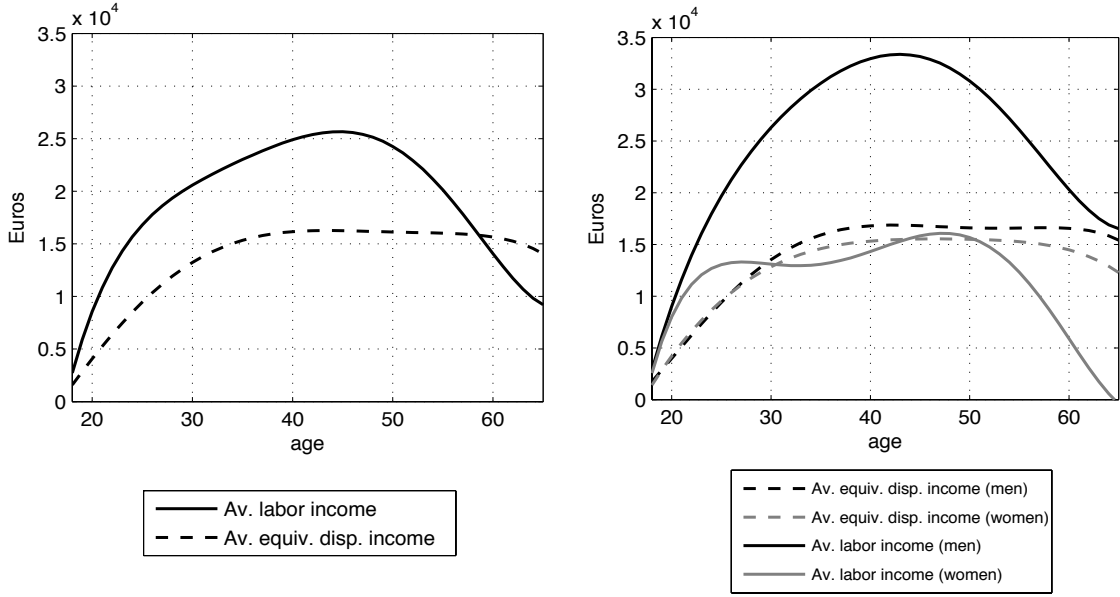 x 10^4
3.5
3
2.5
2
1.5
1
0.5
0
Euros
20 30 40 50 60
age
Av. labor income
Av. equiv. disp. income
x 10^4
3.5
3
2.5
2
1.5
1
0.5
0
Euros
20 30 40 50 60
age
Av. equiv. disp. income (men)
Av. equiv. disp. income (women)
Av. labor income (men)
Av. labor income (women)